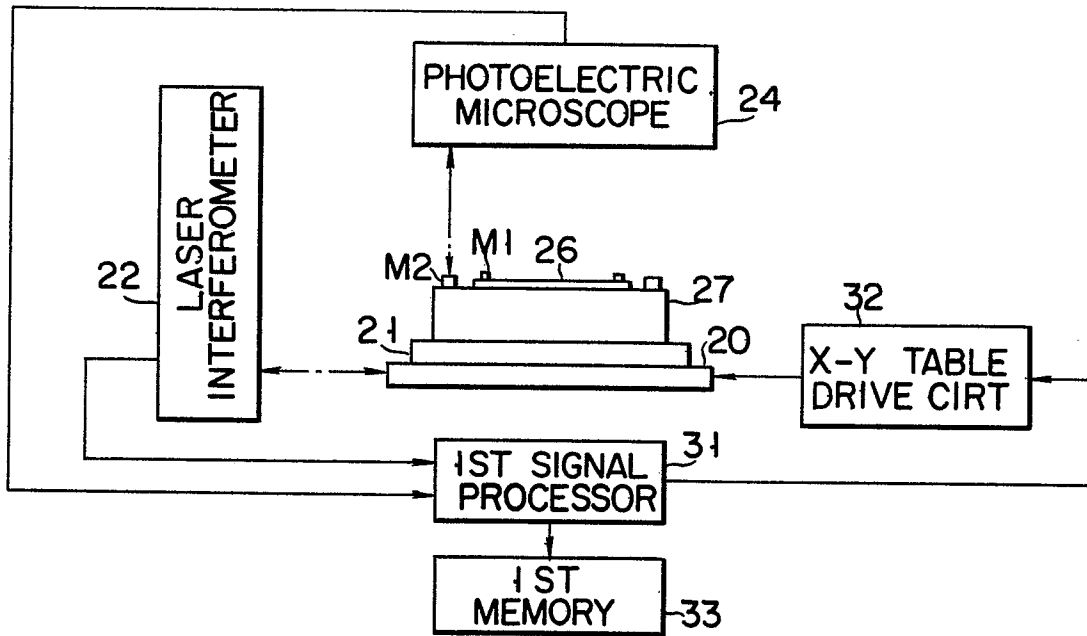 PHOTOELECTRIC
MICROSCOPE
24
LASER
INTERFEROMETER
22
M2
M1
26
27
21
20
32
X-Y TABLE
DRIVE CIRT
1ST SIGNAL
PROCESSOR
31
1ST
MEMORY
33